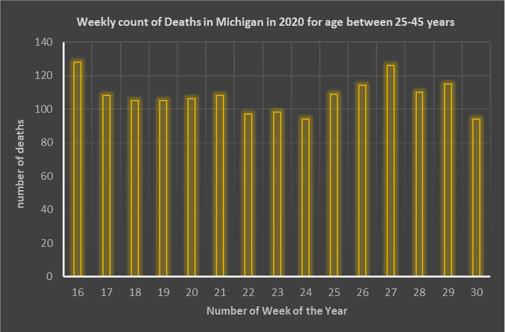 Weekly count of Deaths in Michigan in 2020 for age between 25-45 years
140
120
100
80
60
40
20
0
number of deaths
16 17 18 19 20 21 22 23 24 25 26 27 28 29 30
Number of Week of the Year